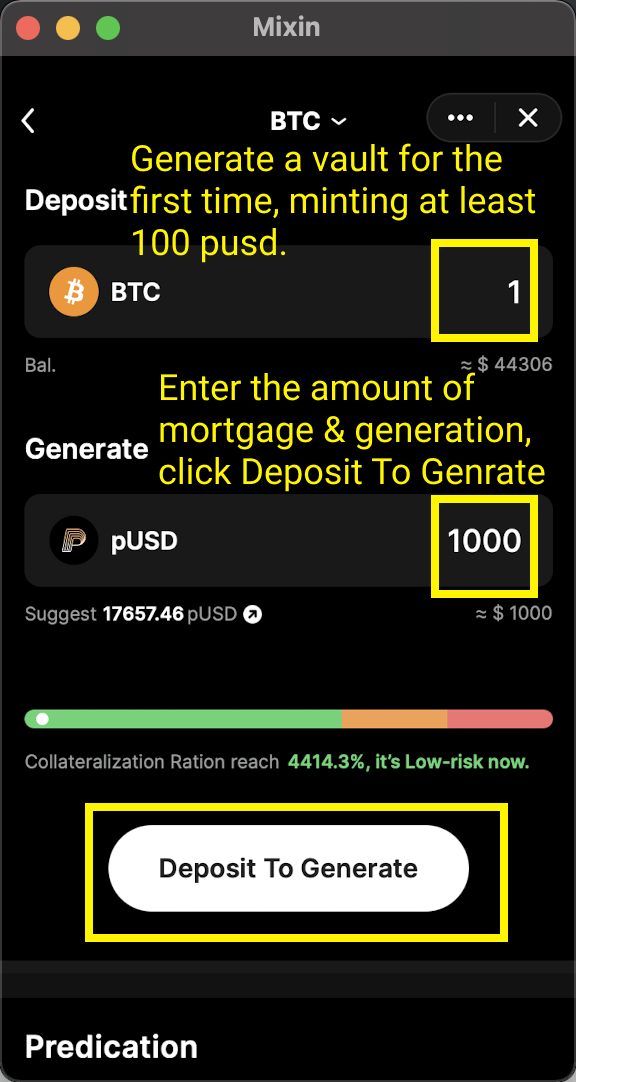 Mixin
BTC
Generate a vault for the
Deposit first time, minting at least
100 pusd.
BTC 1
Bal. ≈ $ 44306
Enter the amount of
Generate mortgage & generation,
click Deposit To Genrate
pUSD 1000
Suggest 17657.46 pUSD ≈ $ 1000
Collateralization Ration reach 4414.3%, it's Low-risk now.
Deposit To Generate
Predication